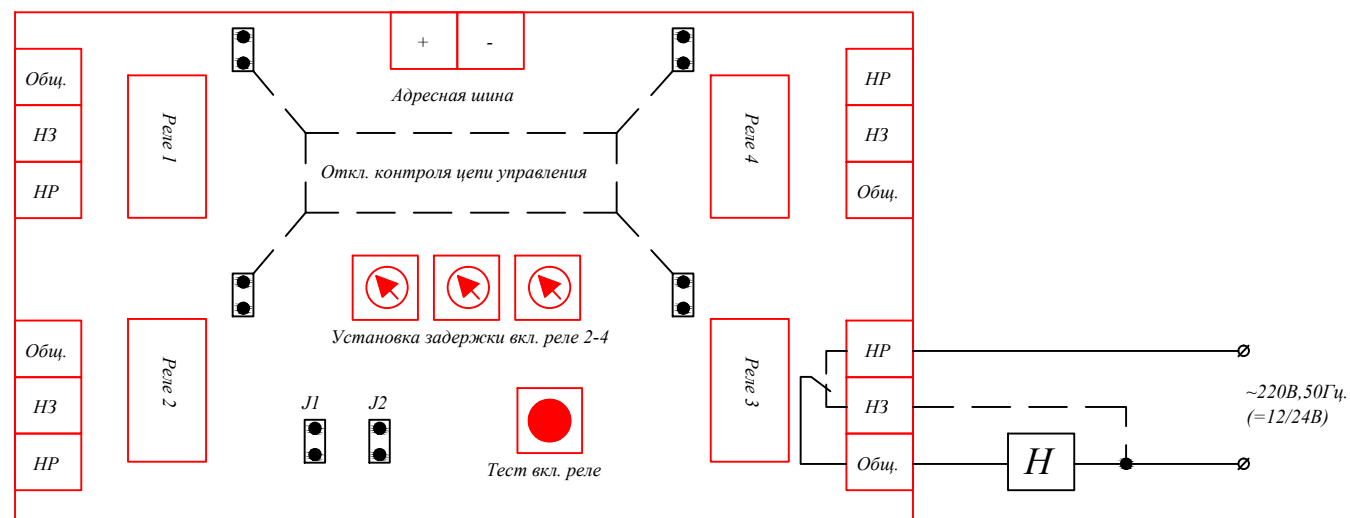 + -
Адресная шина
Общ.
НЗ
НР
Реле 1
Реле 4
НР
НЗ
Общ.
Откл. контроля цепи управления
Установка задержки вкл. реле 2-4
Общ.
НЗ
НР
Реле 2
J1 J2
Тест вкл. реле
Реле 3
НР
НЗ
Общ.
Н
~220В,50Гц.
(=12/24В)